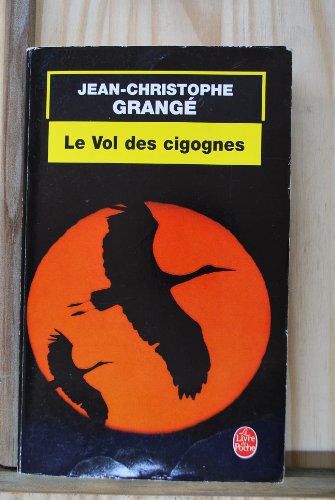 JEAN-CHRISTOPHE
GRANGÉ
Le Vol des cigognes
Le
Livre
de
Poche